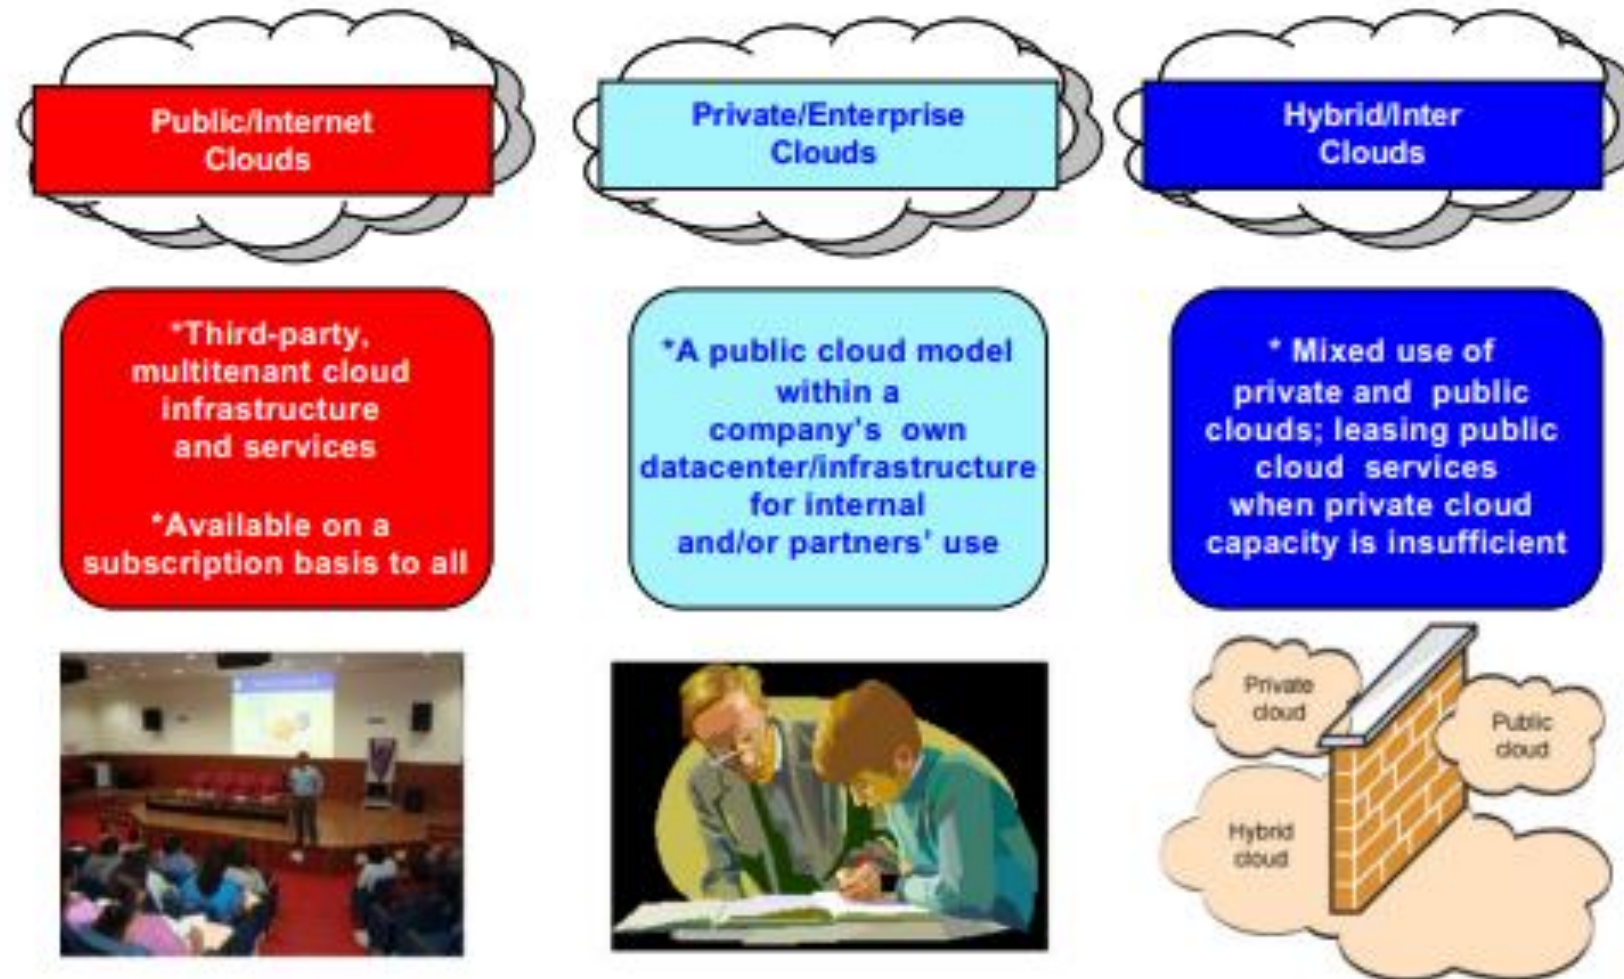 Public/Internet
Clouds
Private/Enterprise
Clouds
Hybrid/Inter
Clouds
*Third-party,
multitenant cloud
infrastructure
and services
*Available on a
subscription basis to all
*A public cloud model
within a
company's own
datacenter/infrastructure
for internal
and/or partners' use
* Mixed use of
private and public
clouds; leasing public
cloud services
when private cloud
capacity is insufficient
Private
cloud
Public
cloud
Hybrid
cloud